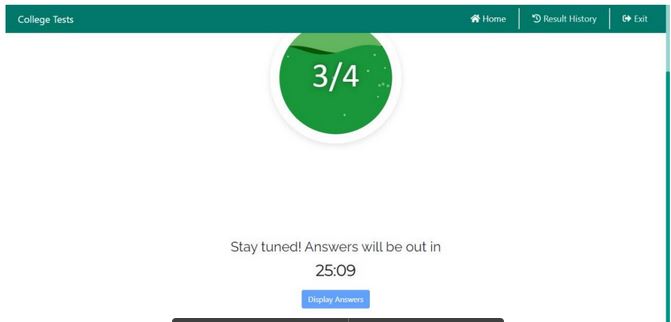 College Tests
Home
Result History
Exit
3/4
Stay tuned! Answers will be out in
25:09
Display Answers